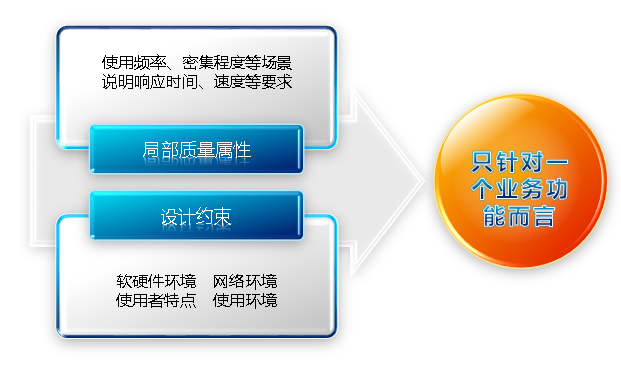 使用频率、密集程度等场景
说明响应时间、速度等要求
局部质量属性
设计约束
软硬件环境 网络环境
使用者特点 使用环境
只针对一
个业务功
能而言